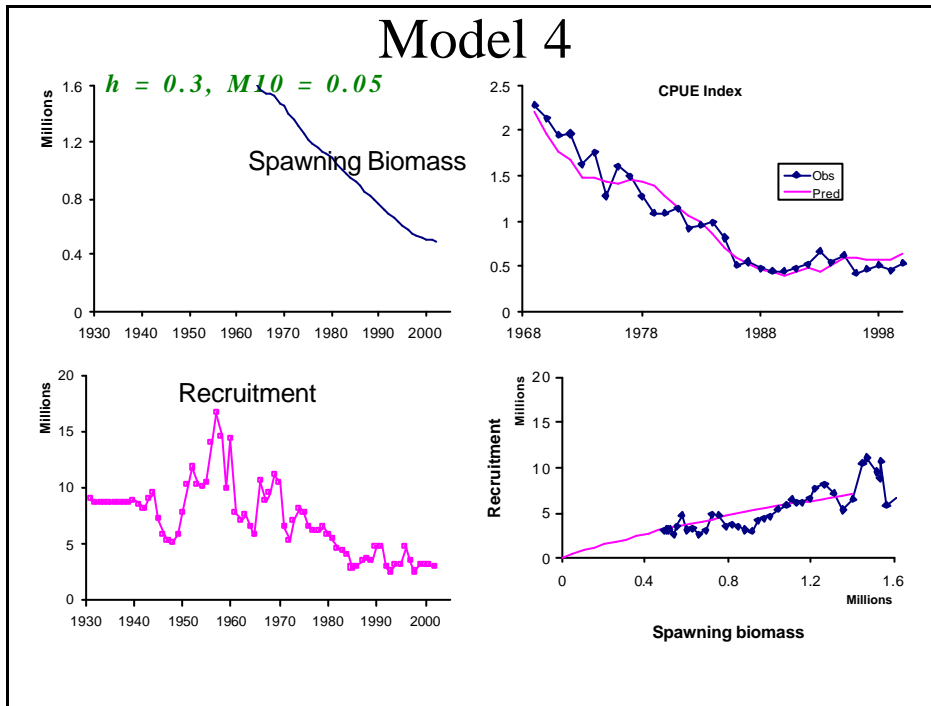 Model 4
h = 0.3, M10 = 0.05
Millions
1.6
1.2
0.8
0.4
0
Spawning Biomass
1930 1940 1950 1960 1970 1980 1990 2000
CPUE Index
2.5
2
1.5
1
0.5
0
Obs
Pred
1968 1978 1988 1998
Recruitment
Millions
20
15
10
5
0
1930 1940 1950 1960 1970 1980 1990 2000
Recruitment
Millions
20
15
10
5
0
0 0.4 0.8 1.2 1.6
Millions
Spawning biomass